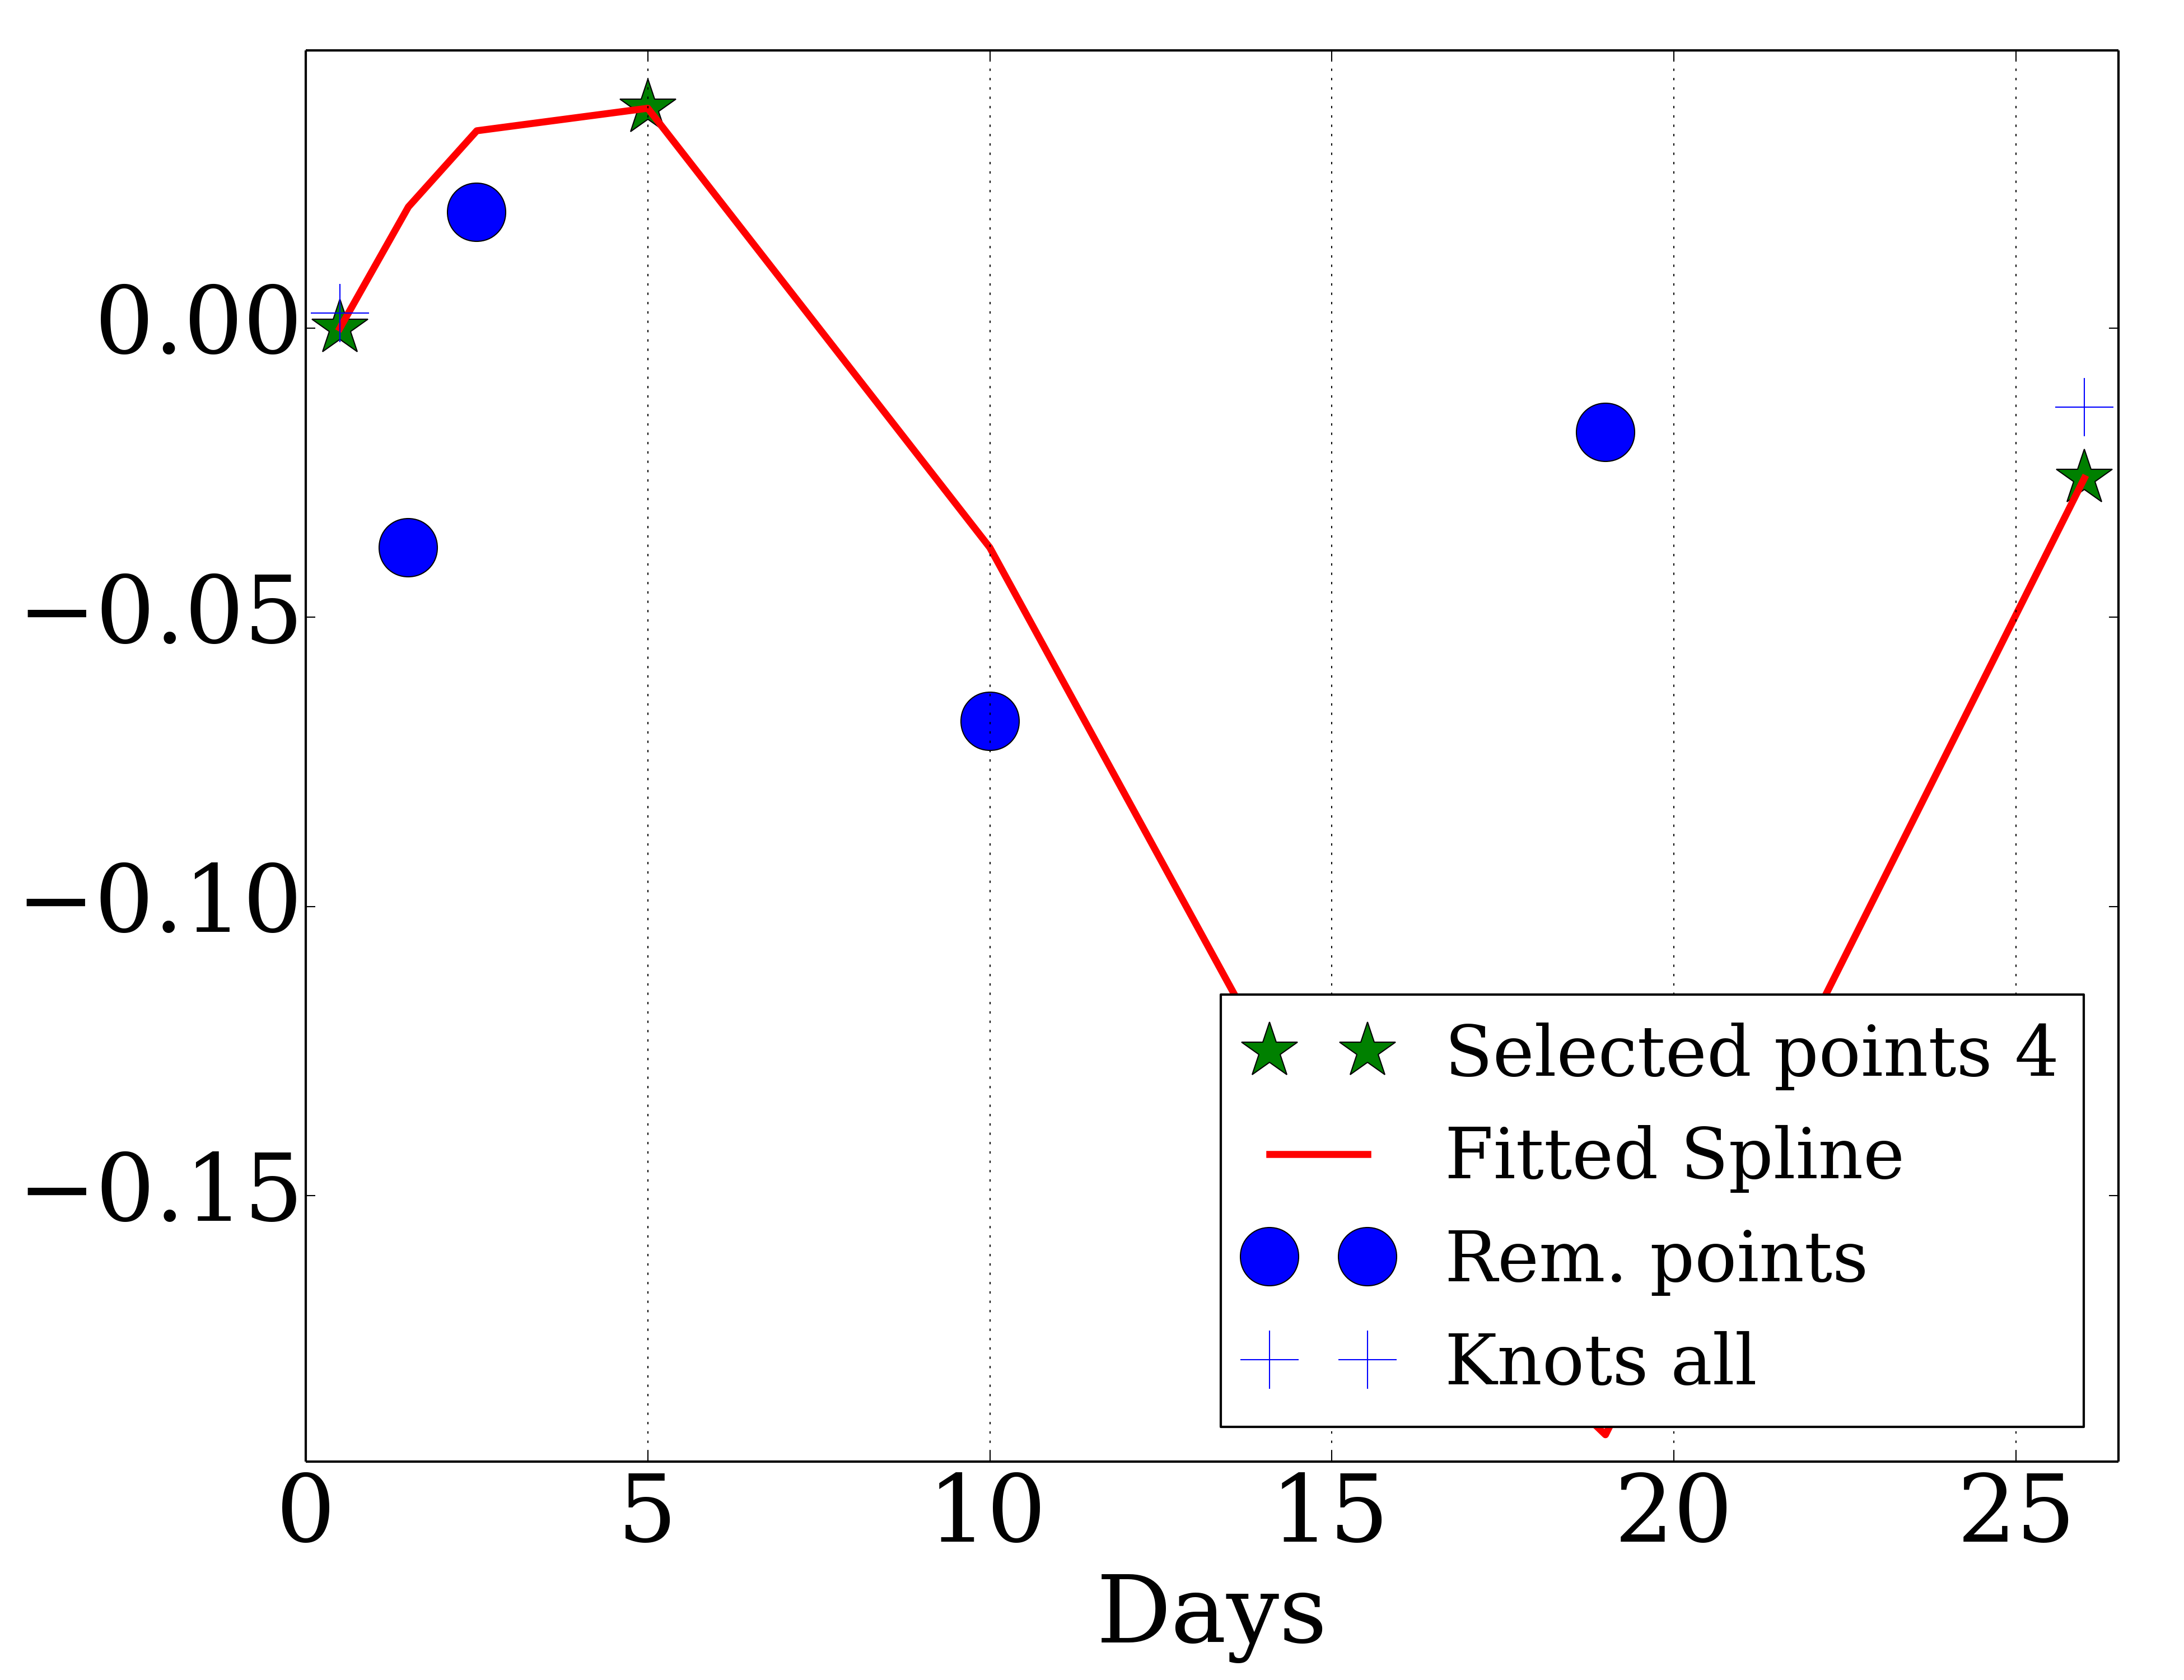 0.00
−0.05
−0.10
−0.15
Selected points 4
Fitted Spline
Rem. points
Knots all
0 5 10 15 20 25
Days